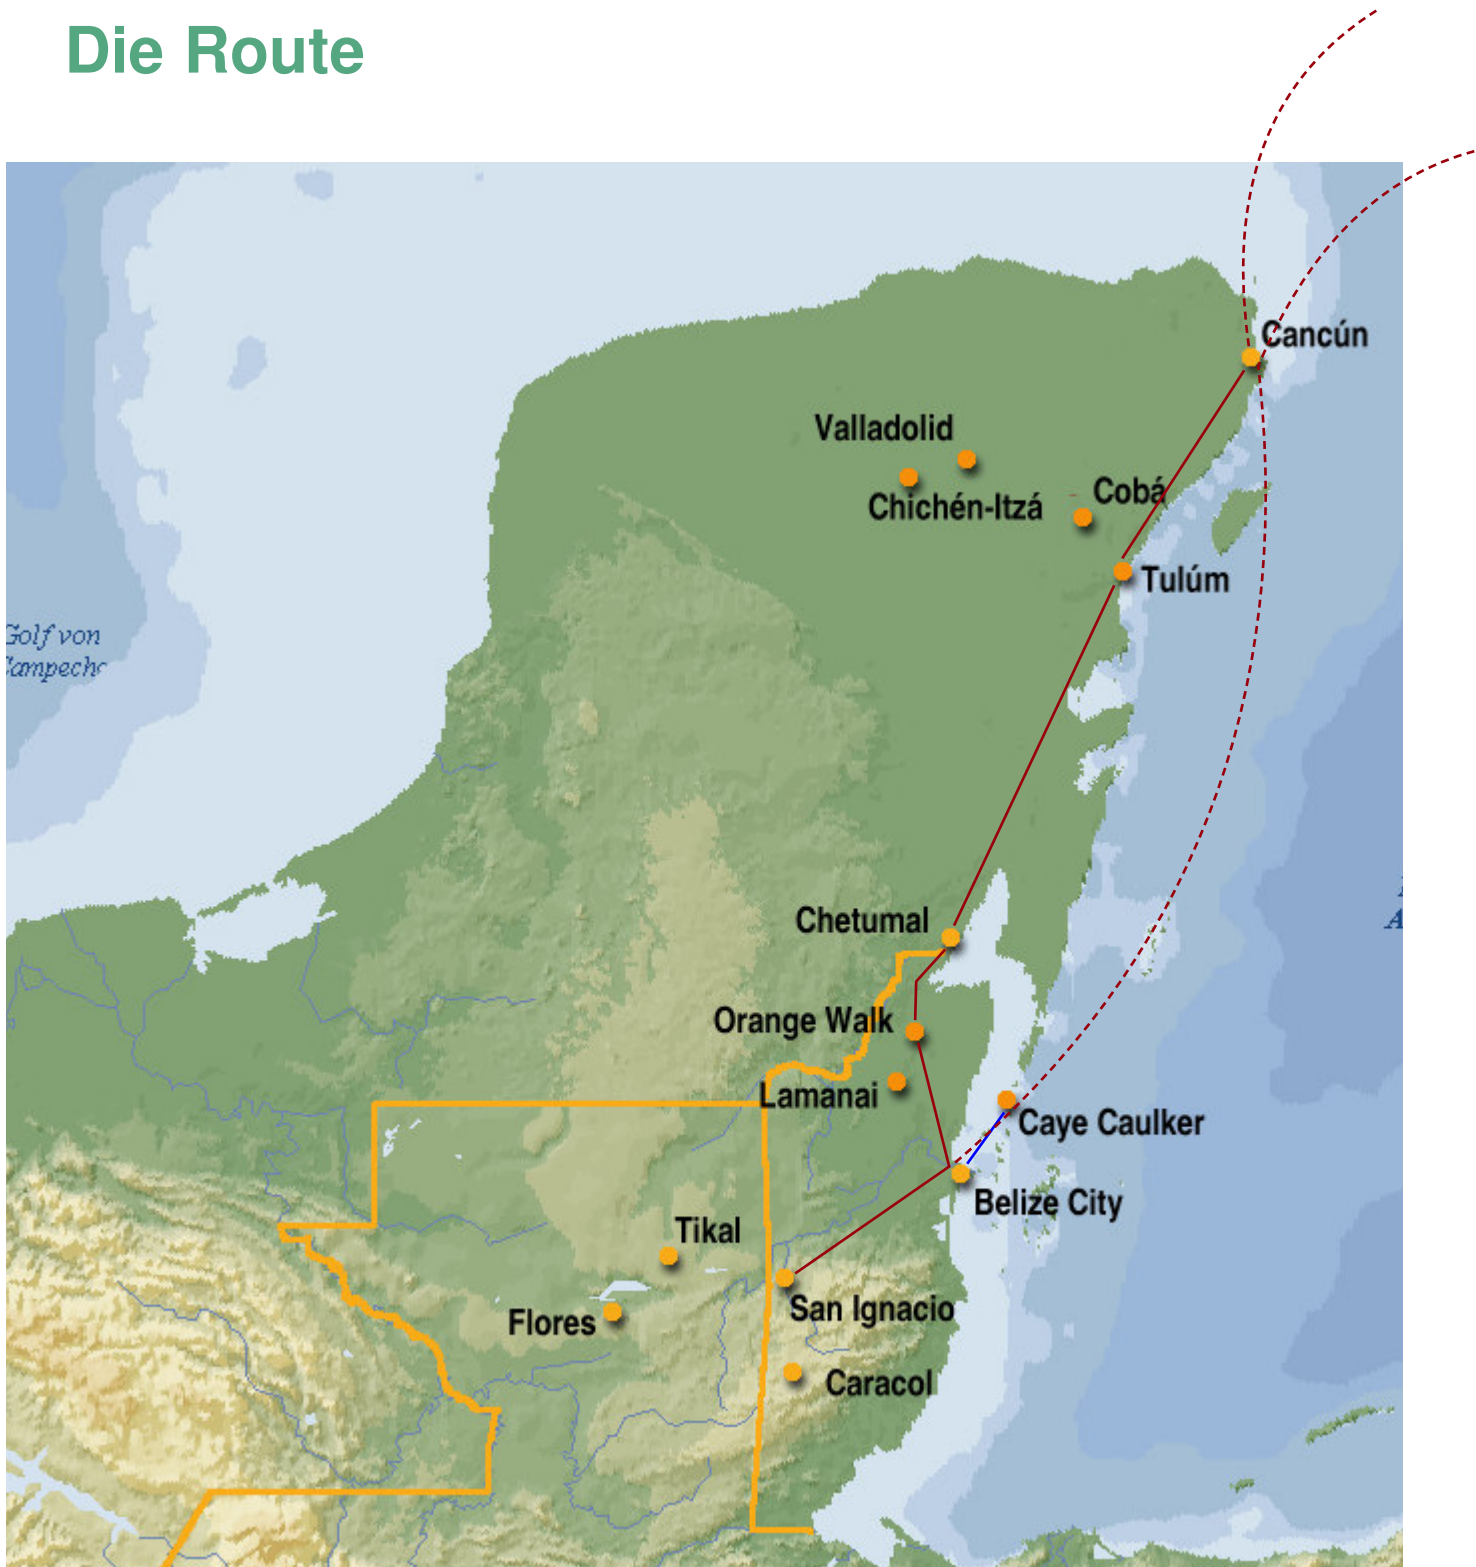 Die Route
Cancún
Valladolid
Chichén-Itzá
Cobá
Tulúm
Golf von
Campeche
Chetumal
Orange Walk
Lamanai
Caye Caulker
Belize City
Tikal
San Ignacio
Flores
Caracol